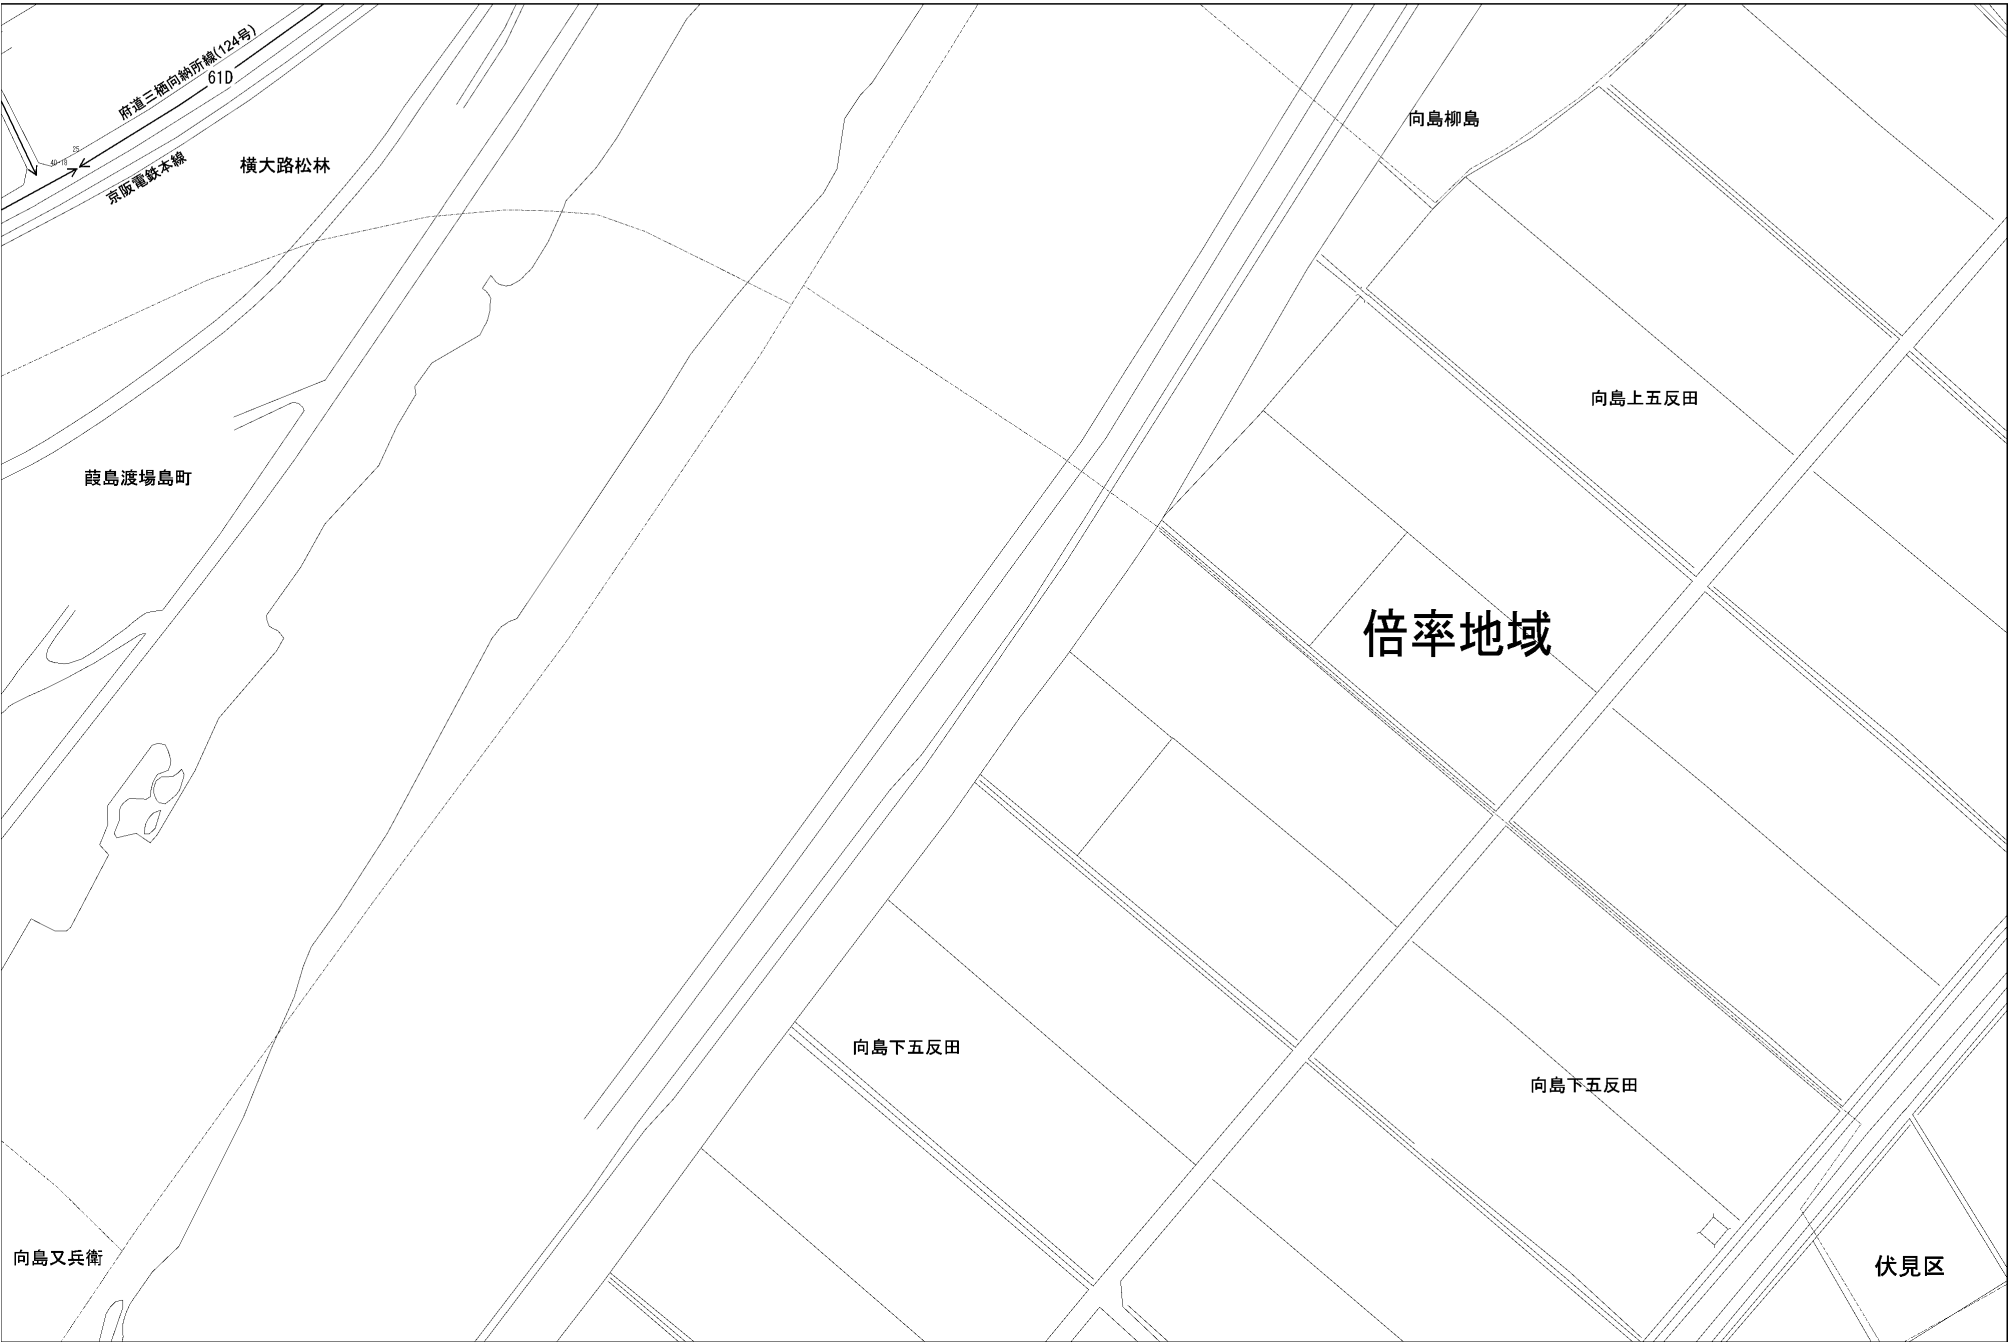 府道三栖向納所線(124号)
61D
25
40-18
京阪電鉄本線
横大路松林
向島柳島
向島上五反田
葭島渡場島町
倍率地域
向島下五反田
向島下五反田
向島又兵衛
伏見区